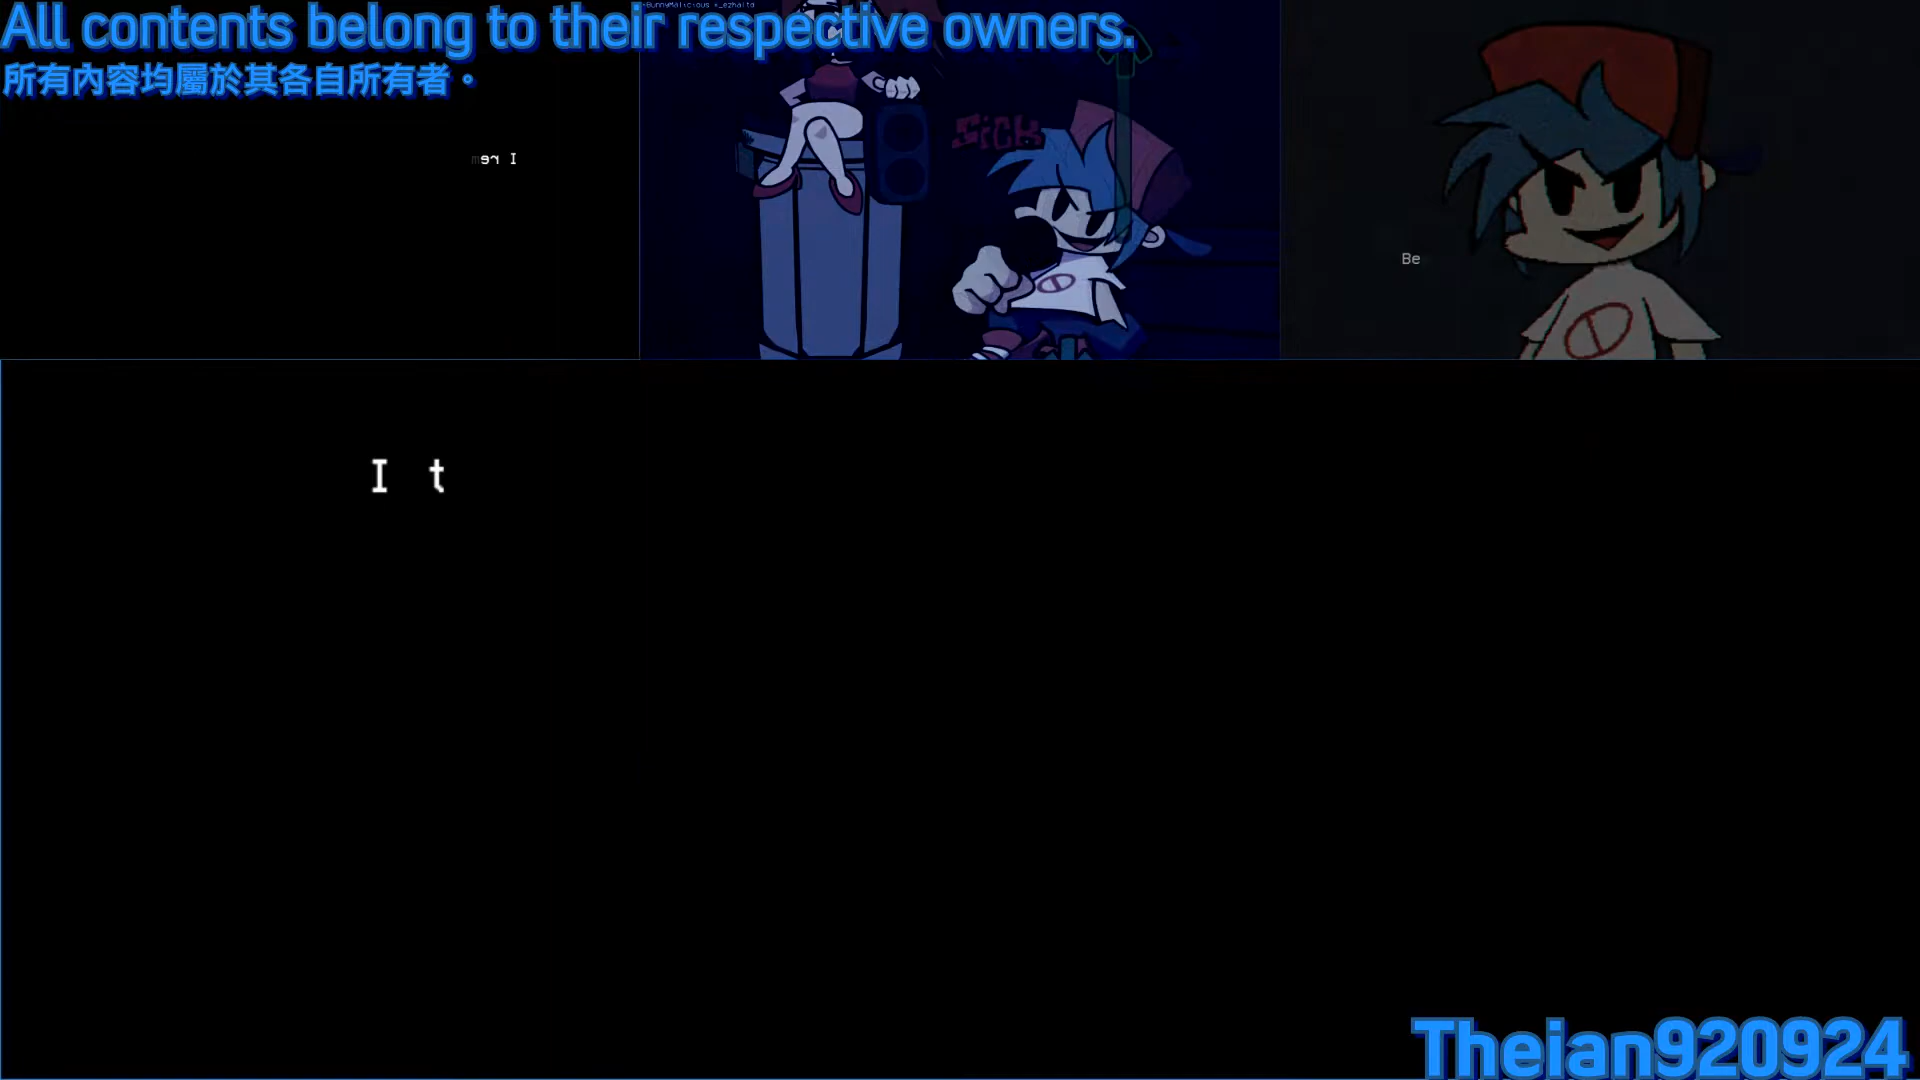 All contents belong to their respective owners.
所有內容均屬於其各自所有者。
I rem
SiCK
Be
I t
Theian920924